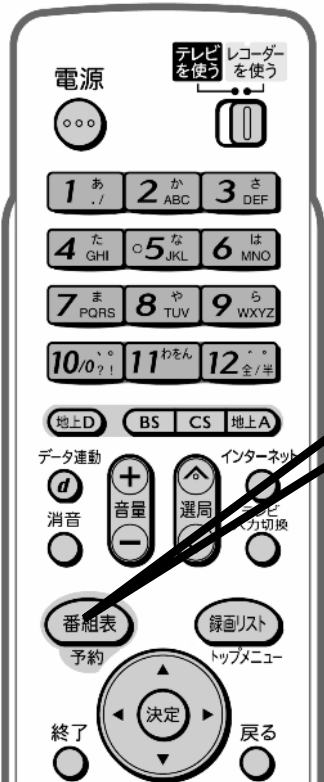 テレビを使う レコーダーを使う
電源
1 あ ./ 2 か ABC 3 さ DEF
4 た GHI 5 な JKL 6 は MNO
7 ま PQRS 8 や TUV 9 ら WXYZ
10/0 ゛゜ ?! 11 わをん 12 全/半
地上D BS CS 地上A
データ連動 インターネット
d + 音量 − 選局
消音 テレビ入力切換
番組表 録画リスト
予約 トップメニュー
決定
終了 戻る